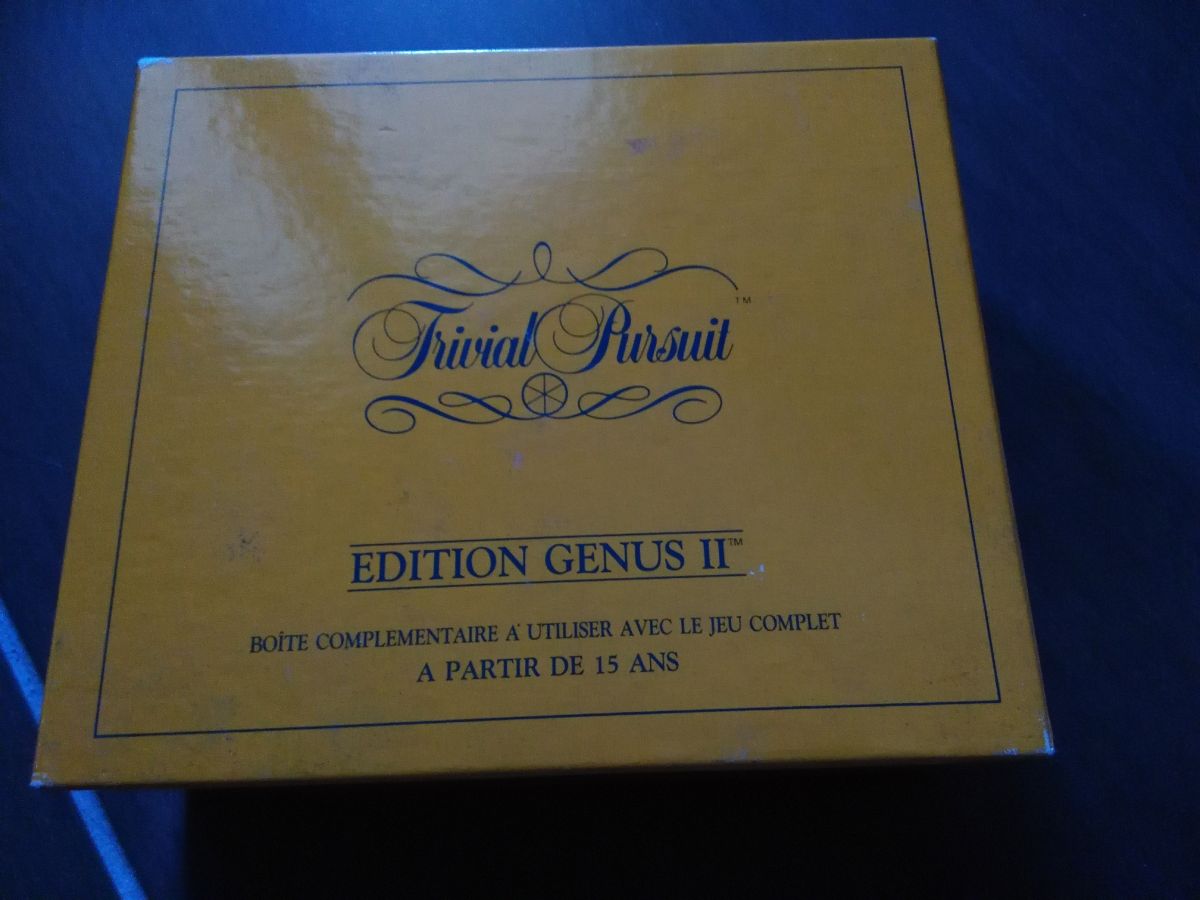 Trivial Pursuit™
EDITION GENUS II™
BOÎTE COMPLEMENTAIRE A UTILISER AVEC LE JEU COMPLET
A PARTIR DE 15 ANS